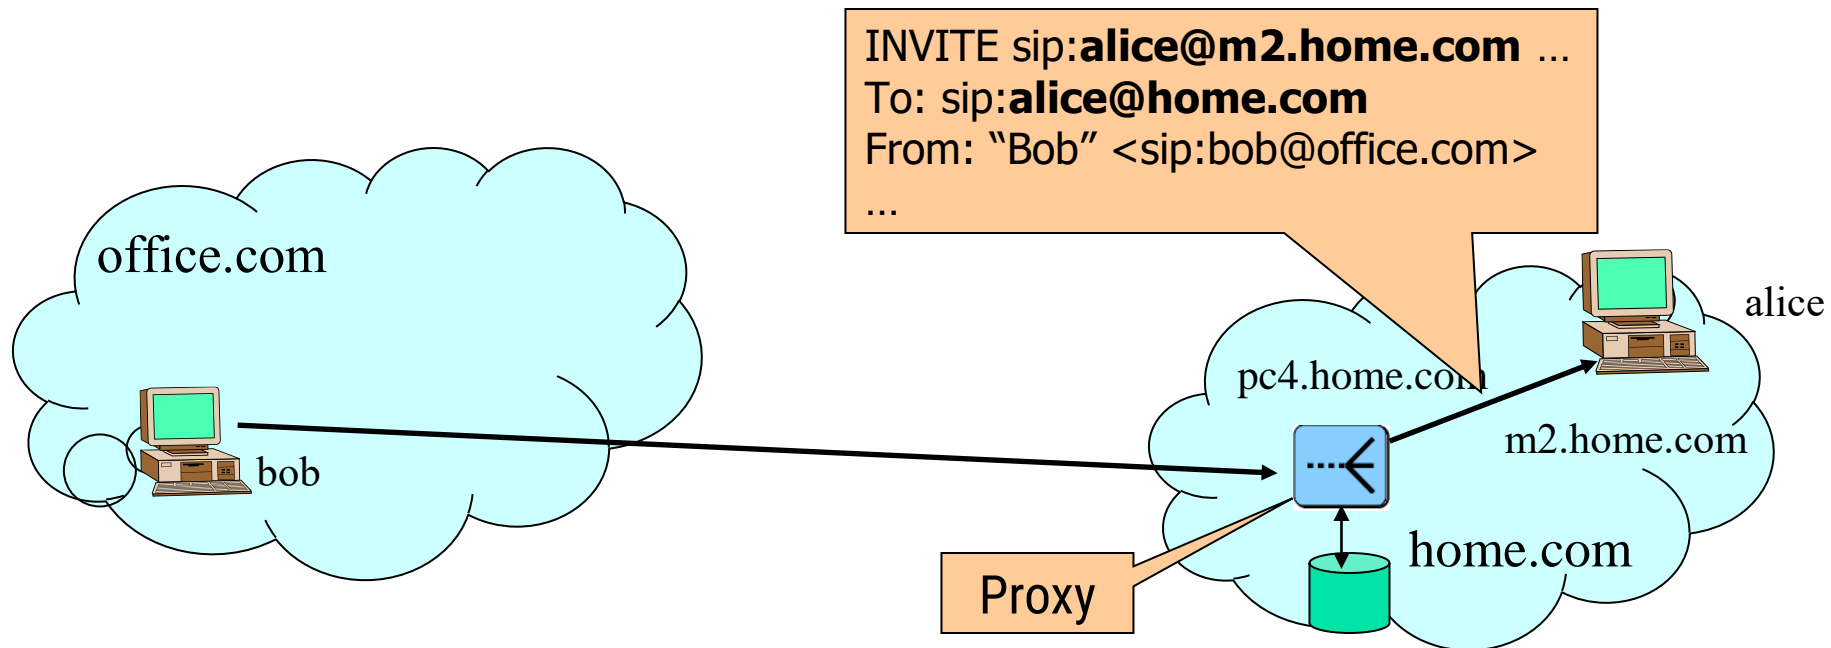 INVITE sip:alice@m2.home.com ...
To: sip:alice@home.com
From: “Bob” <sip:bob@office.com>
...
office.com
alice
pc4.home.com
m2.home.com
bob
home.com
Proxy